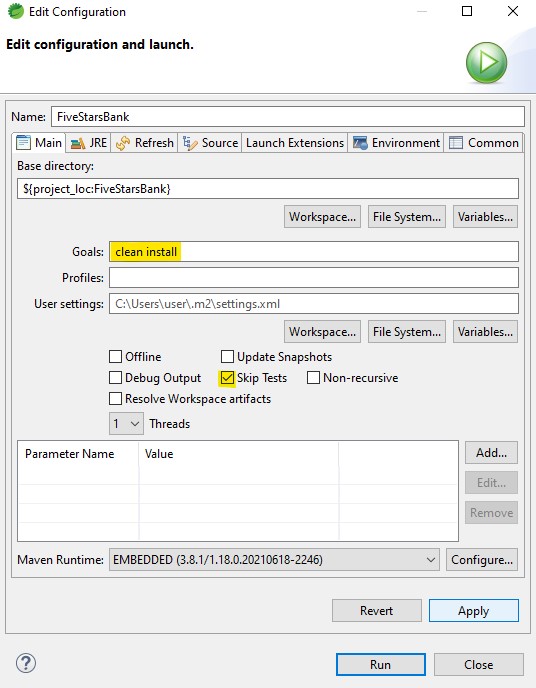 Edit Configuration
Edit configuration and launch.
Name: FiveStarsBank
Main JRE Refresh Source Launch Extensions Environment Common
Base directory:
${project_loc:FiveStarsBank}
Workspace... File System... Variables...
Goals: clean install
Profiles:
User settings: C:\Users\user\.m2\settings.xml
Workspace... File System... Variables...
Offline Update Snapshots
Debug Output Skip Tests Non-recursive
Resolve Workspace artifacts
1 Threads
Parameter Name Value Add...
Edit...
Remove
Maven Runtime: EMBEDDED (3.8.1/1.18.0.20210618-2246) Configure...
Revert Apply
? Run Close